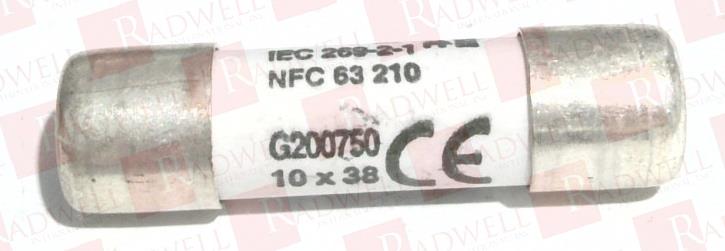 IEC 269-2-1
NFC 63 210
G200750
10 x 38 CE
RADWELL